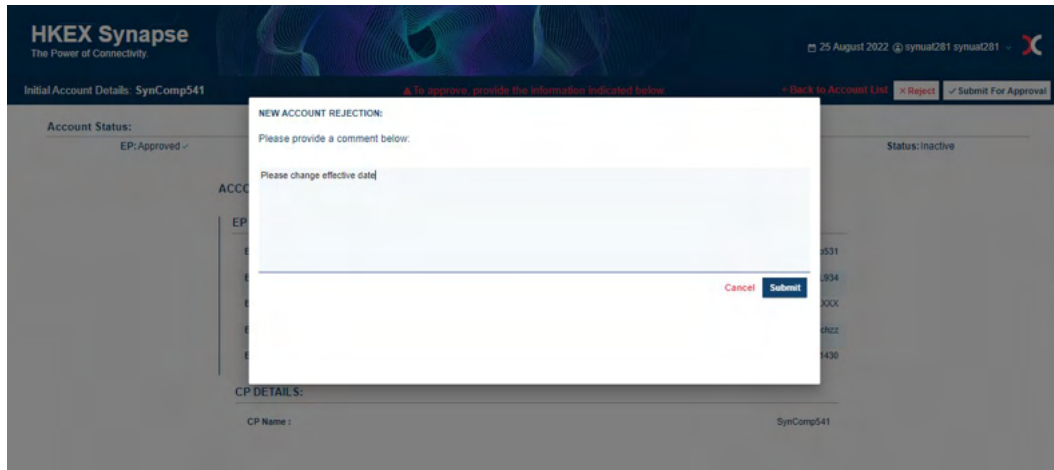 HKEX Synapse
The Power of Connectivity.
25 August 2022 synuat281 synuat281
Initial Account Details: SynComp541
To approve, provide the information indicated below.
Back to Account List
× Reject
✓ Submit For Approval
Account Status:
EP: Approved ✓
Status: Inactive
NEW ACCOUNT REJECTION:
Please provide a comment below:
Please change effective date
Cancel
Submit
ACCO
EP
CP DETAILS:
CP Name :
SynComp541